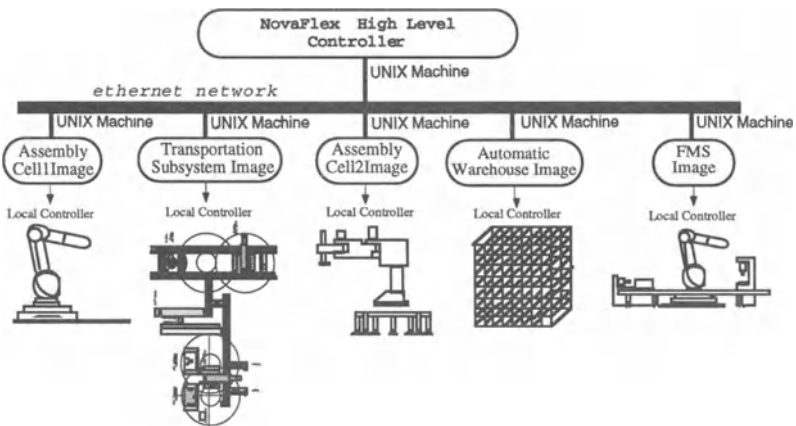 NovaFlex High Level
Controller
UNIX Machine
ethernet network
UNIX Machine UNIX Machine UNIX Machine UNIX Machine UNIX Machine
Assembly
Cell1Image
Transportation
Subsystem Image
Assembly
Cell2Image
Automatic
Warehouse Image
FMS
Image
Local Controller Local Controller Local Controller Local Controller Local Controller